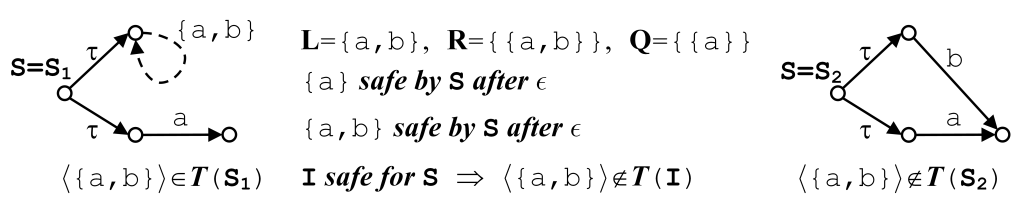 {a,b}
τ
S=S₁
τ
a
⟨{a,b}⟩∈T(S₁)
L={a,b}, R={{a,b}}, Q={{a}}
{a} safe by S after ϵ
{a,b} safe by S after ϵ
I safe for S ⇒ ⟨{a,b}⟩∉T(I)
τ
b
S=S₂
τ
a
⟨{a,b}⟩∉T(S₂)